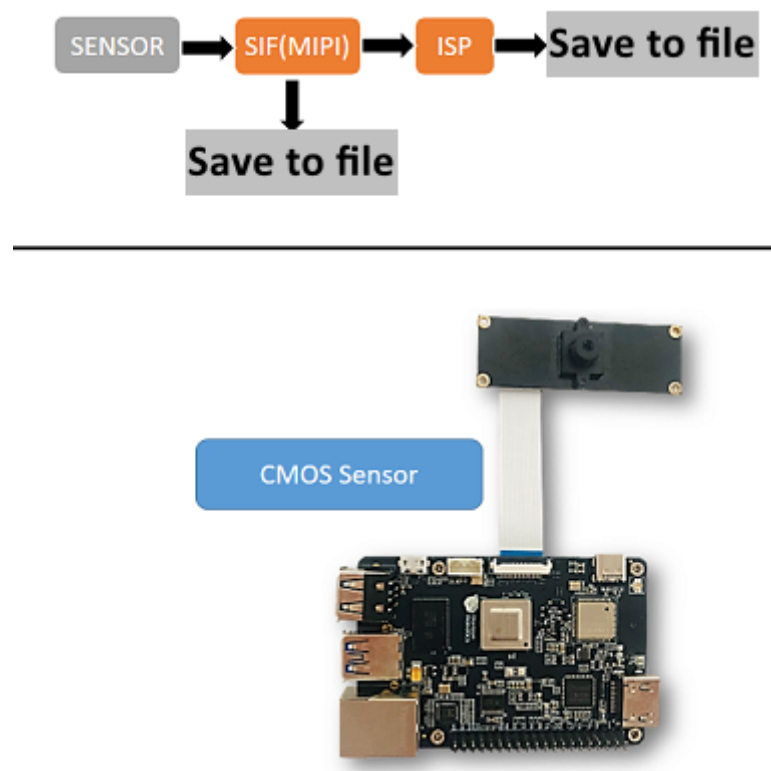 SENSOR
SIF(MIPI)
ISP
Save to file
Save to file
CMOS Sensor